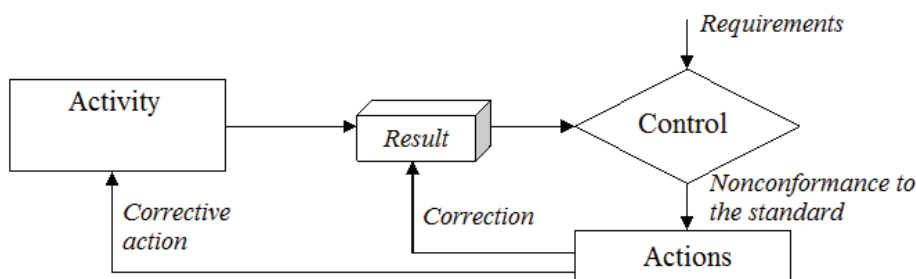 Requirements
Activity
Result
Control
Corrective
action
Correction
Nonconformance to
the standard
Actions